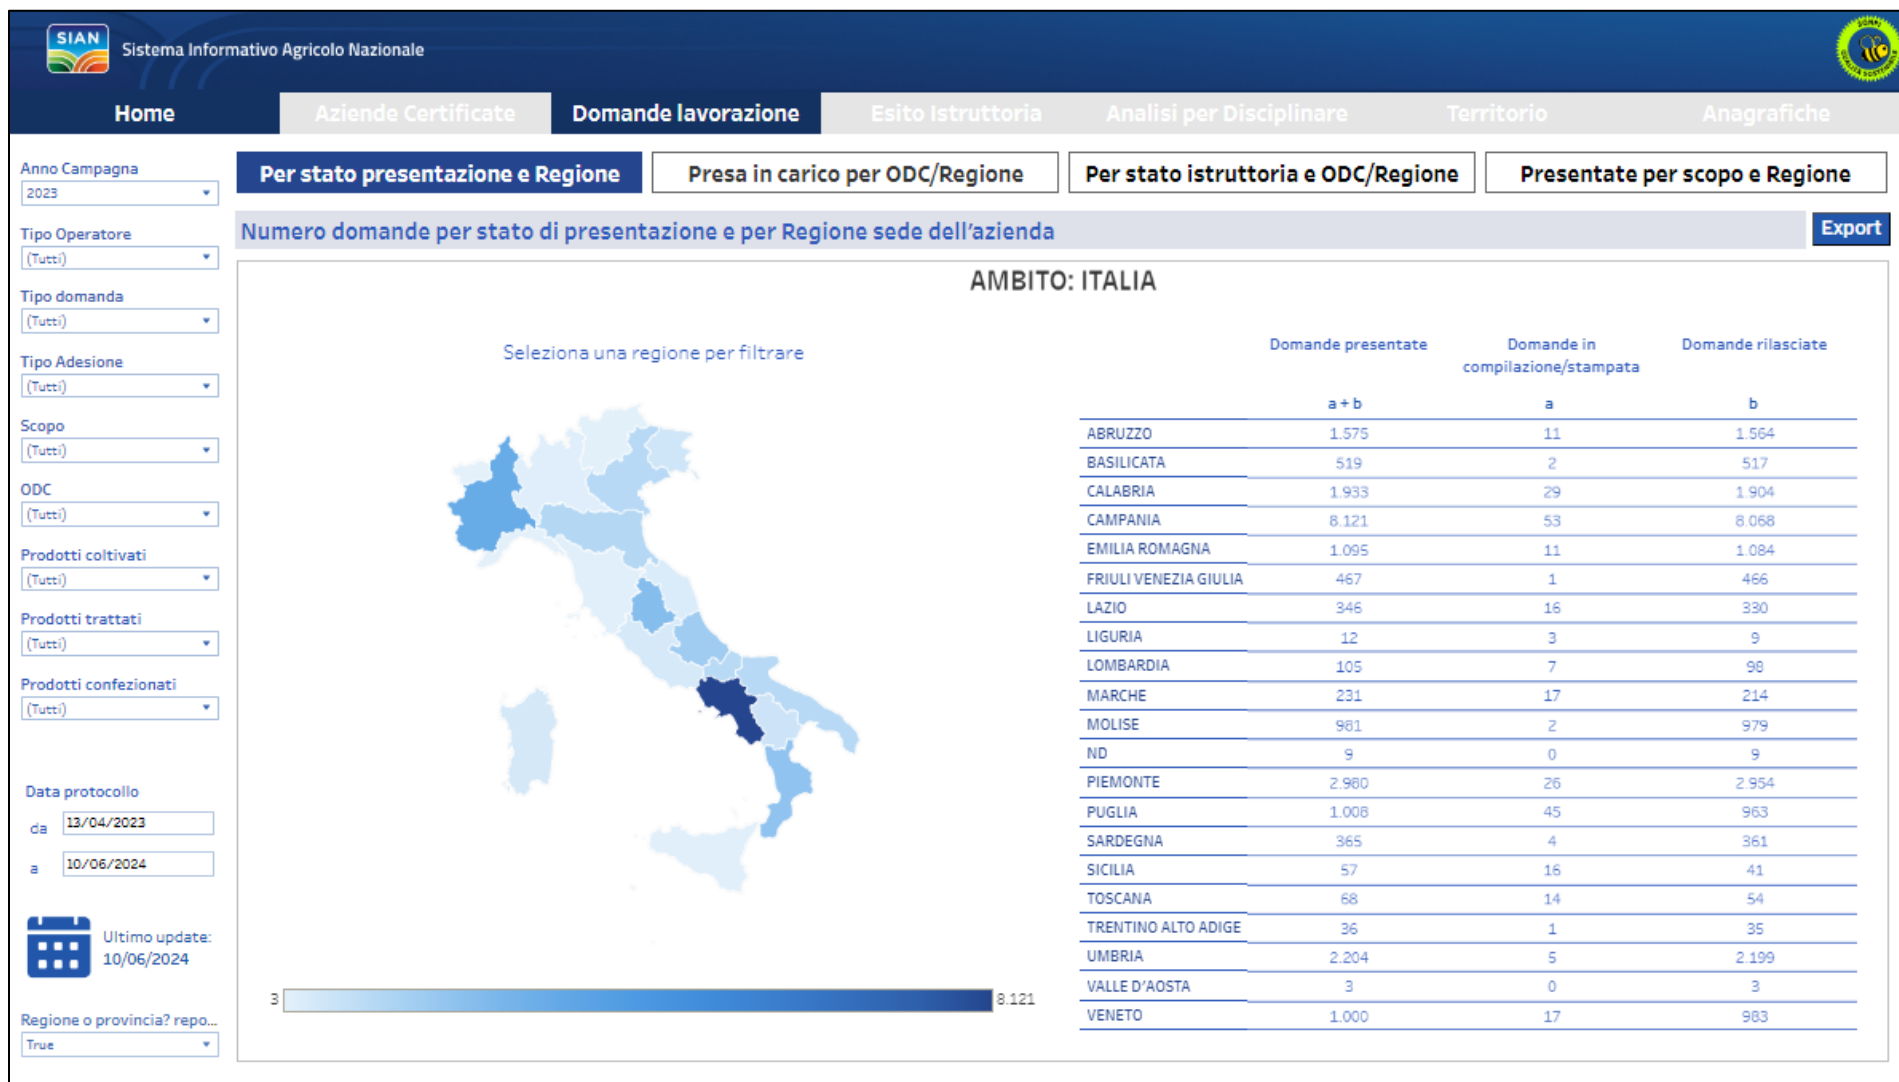 SIAN
Sistema Informativo Agricolo Nazionale
Home
Aziende Certificate
Domande lavorazione
Esito Istruttoria
Analisi per Disciplinare
Territorio
Anagrafiche
Anno Campagna
2023
Tipo Operatore
(Tutti)
Tipo domanda
(Tutti)
Tipo Adesione
(Tutti)
Scopo
(Tutti)
ODC
(Tutti)
Prodotti coltivati
(Tutti)
Prodotti trattati
(Tutti)
Prodotti confezionati
(Tutti)
Data protocollo
da 13/04/2023
a 10/06/2024
Ultimo update:
10/06/2024
Regione o provincia? repo...
True
Per stato presentazione e Regione
Presa in carico per ODC/Regione
Per stato istruttoria e ODC/Regione
Presentate per scopo e Regione
Numero domande per stato di presentazione e per Regione sede dell'azienda
Export
AMBITO: ITALIA
Seleziona una regione per filtrare
3
8.121
Domande presentate Domande in Domande rilasciate
compilazione/stampata
a + b a b
ABRUZZO 1.575 11 1.564
BASILICATA 519 2 517
CALABRIA 1.933 29 1.904
CAMPANIA 8.121 53 8.068
EMILIA ROMAGNA 1.095 11 1.084
FRIULI VENEZIA GIULIA 467 1 466
LAZIO 346 16 330
LIGURIA 12 3 9
LOMBARDIA 105 7 98
MARCHE 231 17 214
MOLISE 981 2 979
ND 9 0 9
PIEMONTE 2.980 26 2.954
PUGLIA 1.008 45 963
SARDEGNA 365 4 361
SICILIA 57 16 41
TOSCANA 68 14 54
TRENTINO ALTO ADIGE 36 1 35
UMBRIA 2.204 5 2.199
VALLE D'AOSTA 3 0 3
VENETO 1.000 17 983